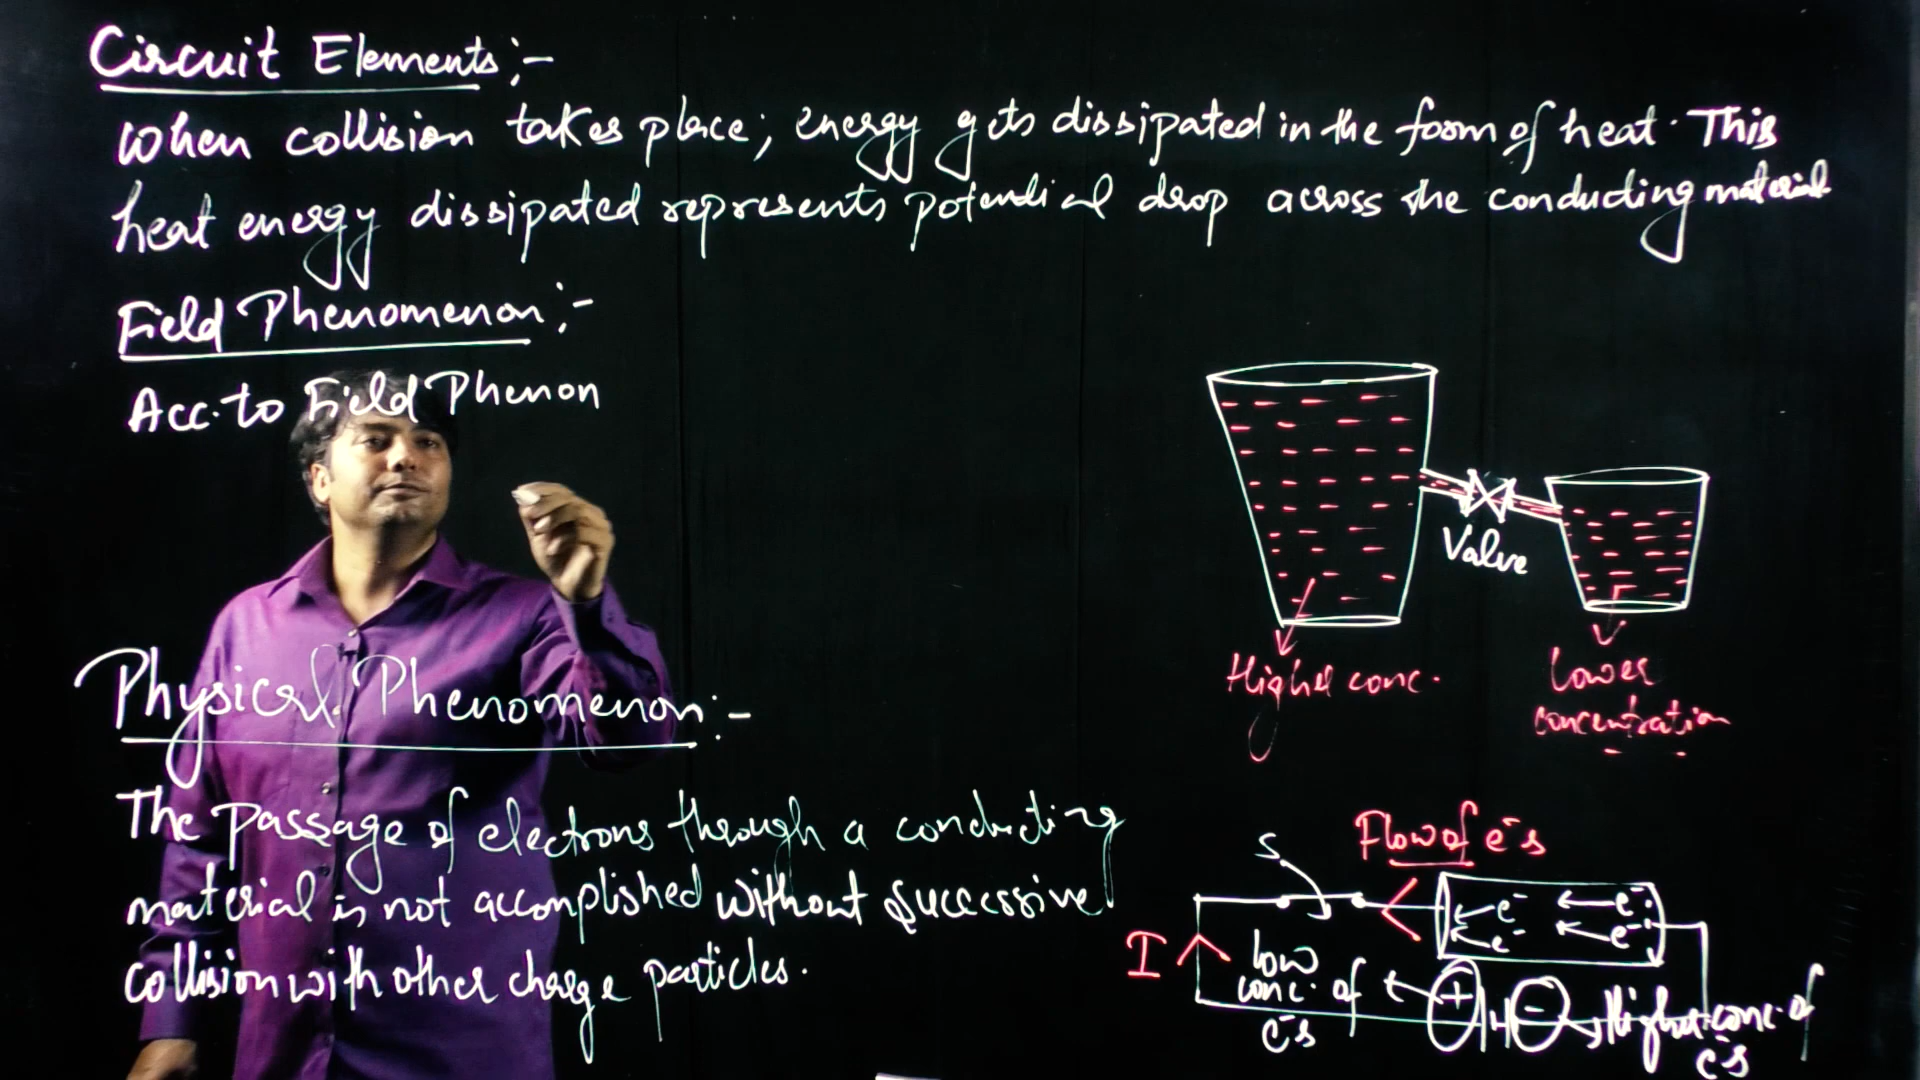 Circuit Elements :-
When collision takes place; energy gets dissipated in the form of heat. This
heat energy dissipated represents potential drop across the conducting material
Field Phenomenon :-
Acc. to Field Phenon
Valve
Higher conc.
Lower
concentration
Physical Phenomenon :-
The passage of electrons through a conducting
material is not accomplished without successive
collision with other charge particles.
Flow of e⁻s
S
e⁻ e⁻
e⁻ e⁻
I
Low
conc. of
e⁻s
+
-
Higher conc. of
e⁻s